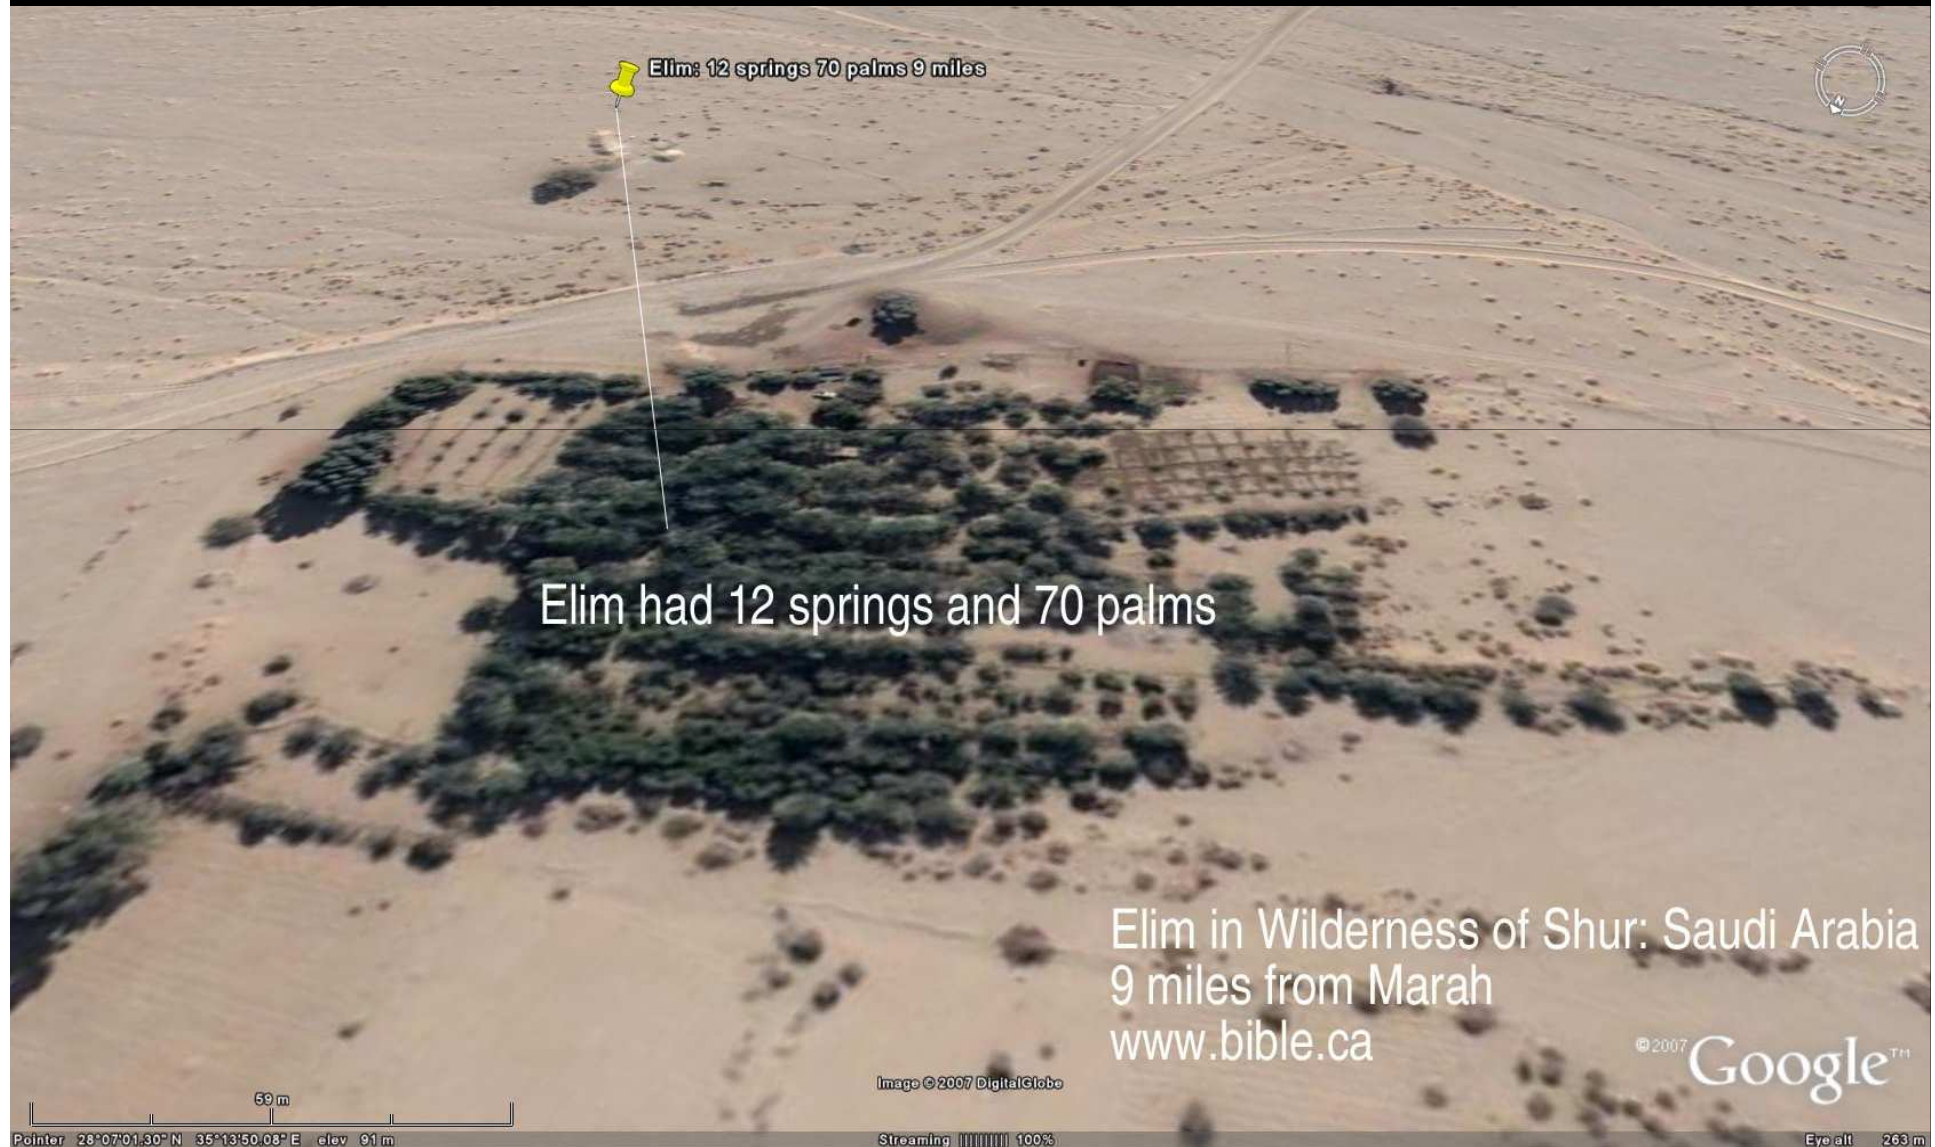 Elim: 12 springs 70 palms 9 miles
N
Elim had 12 springs and 70 palms
Elim in Wilderness of Shur: Saudi Arabia
9 miles from Marah
www.bible.ca
©2007 Google™
Image © 2007 DigitalGlobe
59 m
Pointer 28°07'01.30" N 35°13'50.08" E elev 91 m Streaming |||||||||| 100% Eye alt 263 m